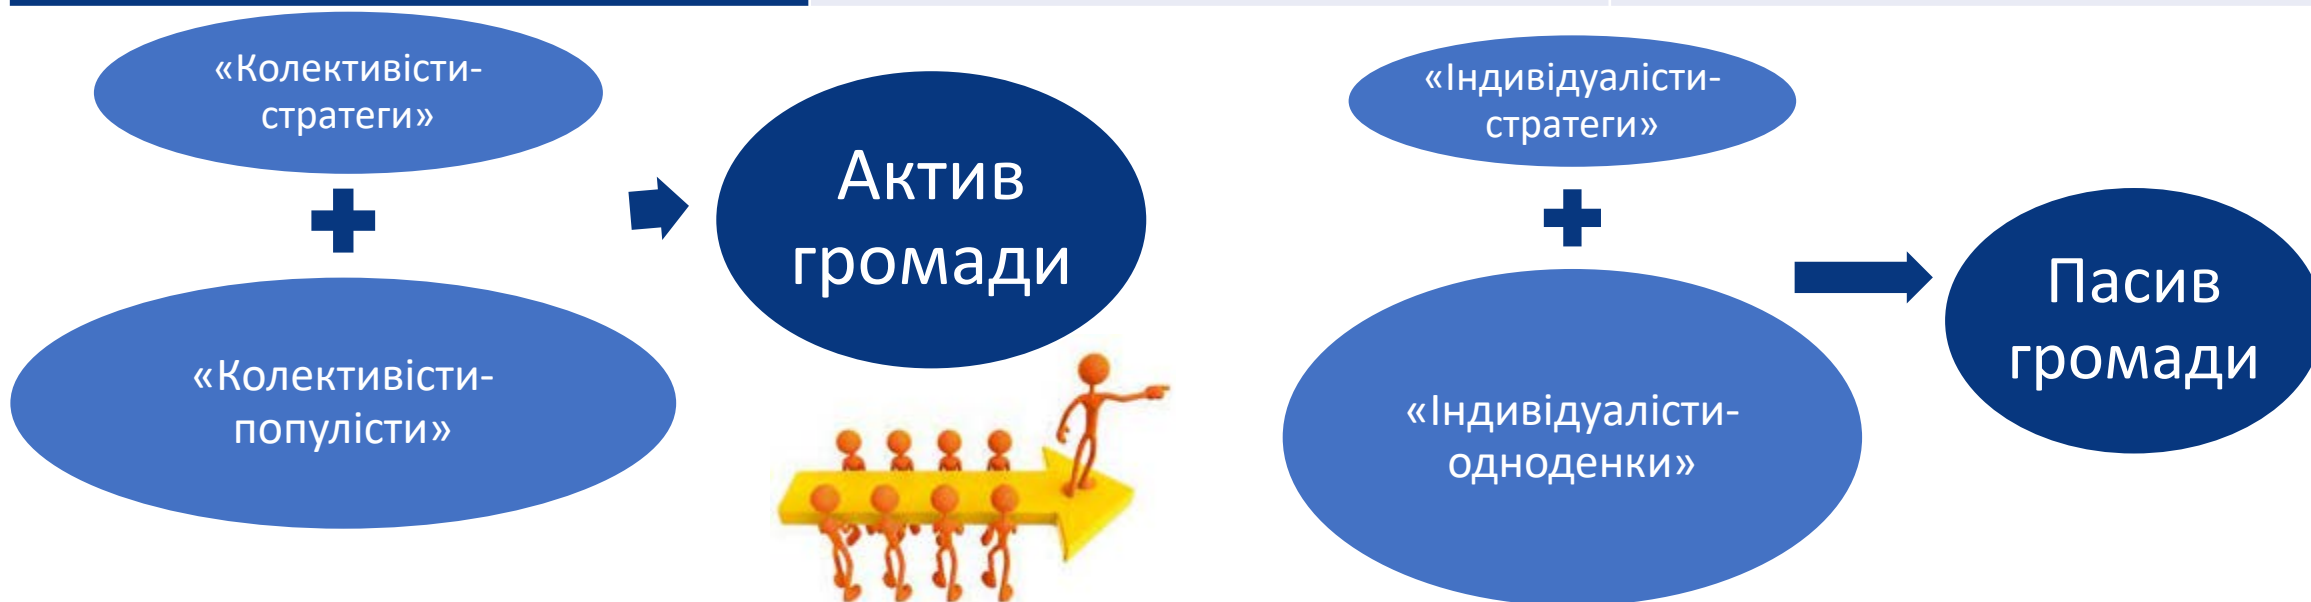 «Колективісти-
стратеги»
«Колективісти-
популісти»
Актив
громади
«Індивідуалісти-
стратеги»
«Індивідуалісти-
одноденки»
Пасив
громади